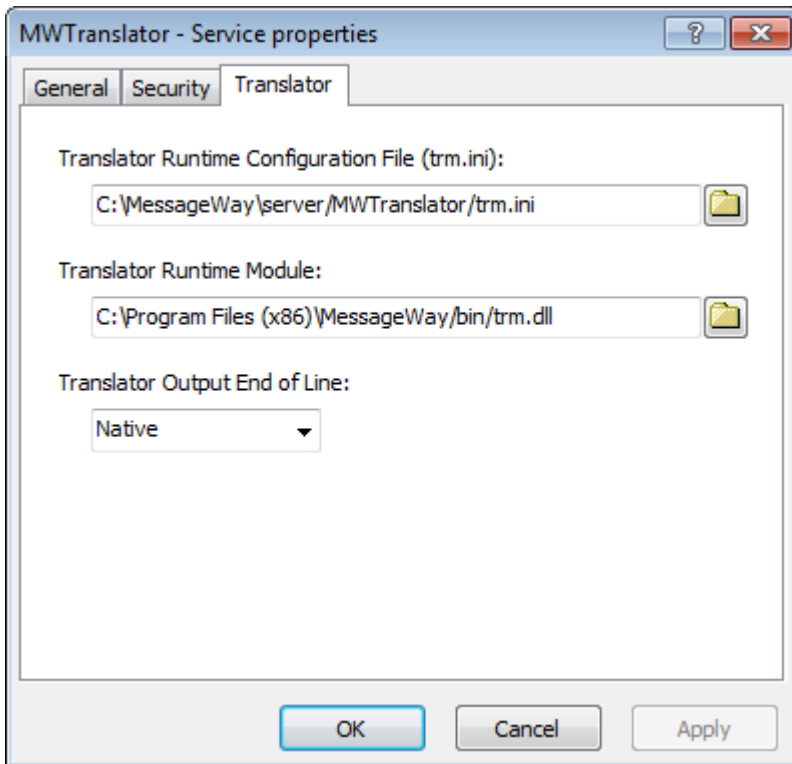 MWTranslator - Service properties
General Security Translator
Translator Runtime Configuration File (trm.ini):
C:\MessageWay\server/MWTranslator/trm.ini
Translator Runtime Module:
C:\Program Files (x86)\MessageWay/bin/trm.dll
Translator Output End of Line:
Native
OK Cancel Apply